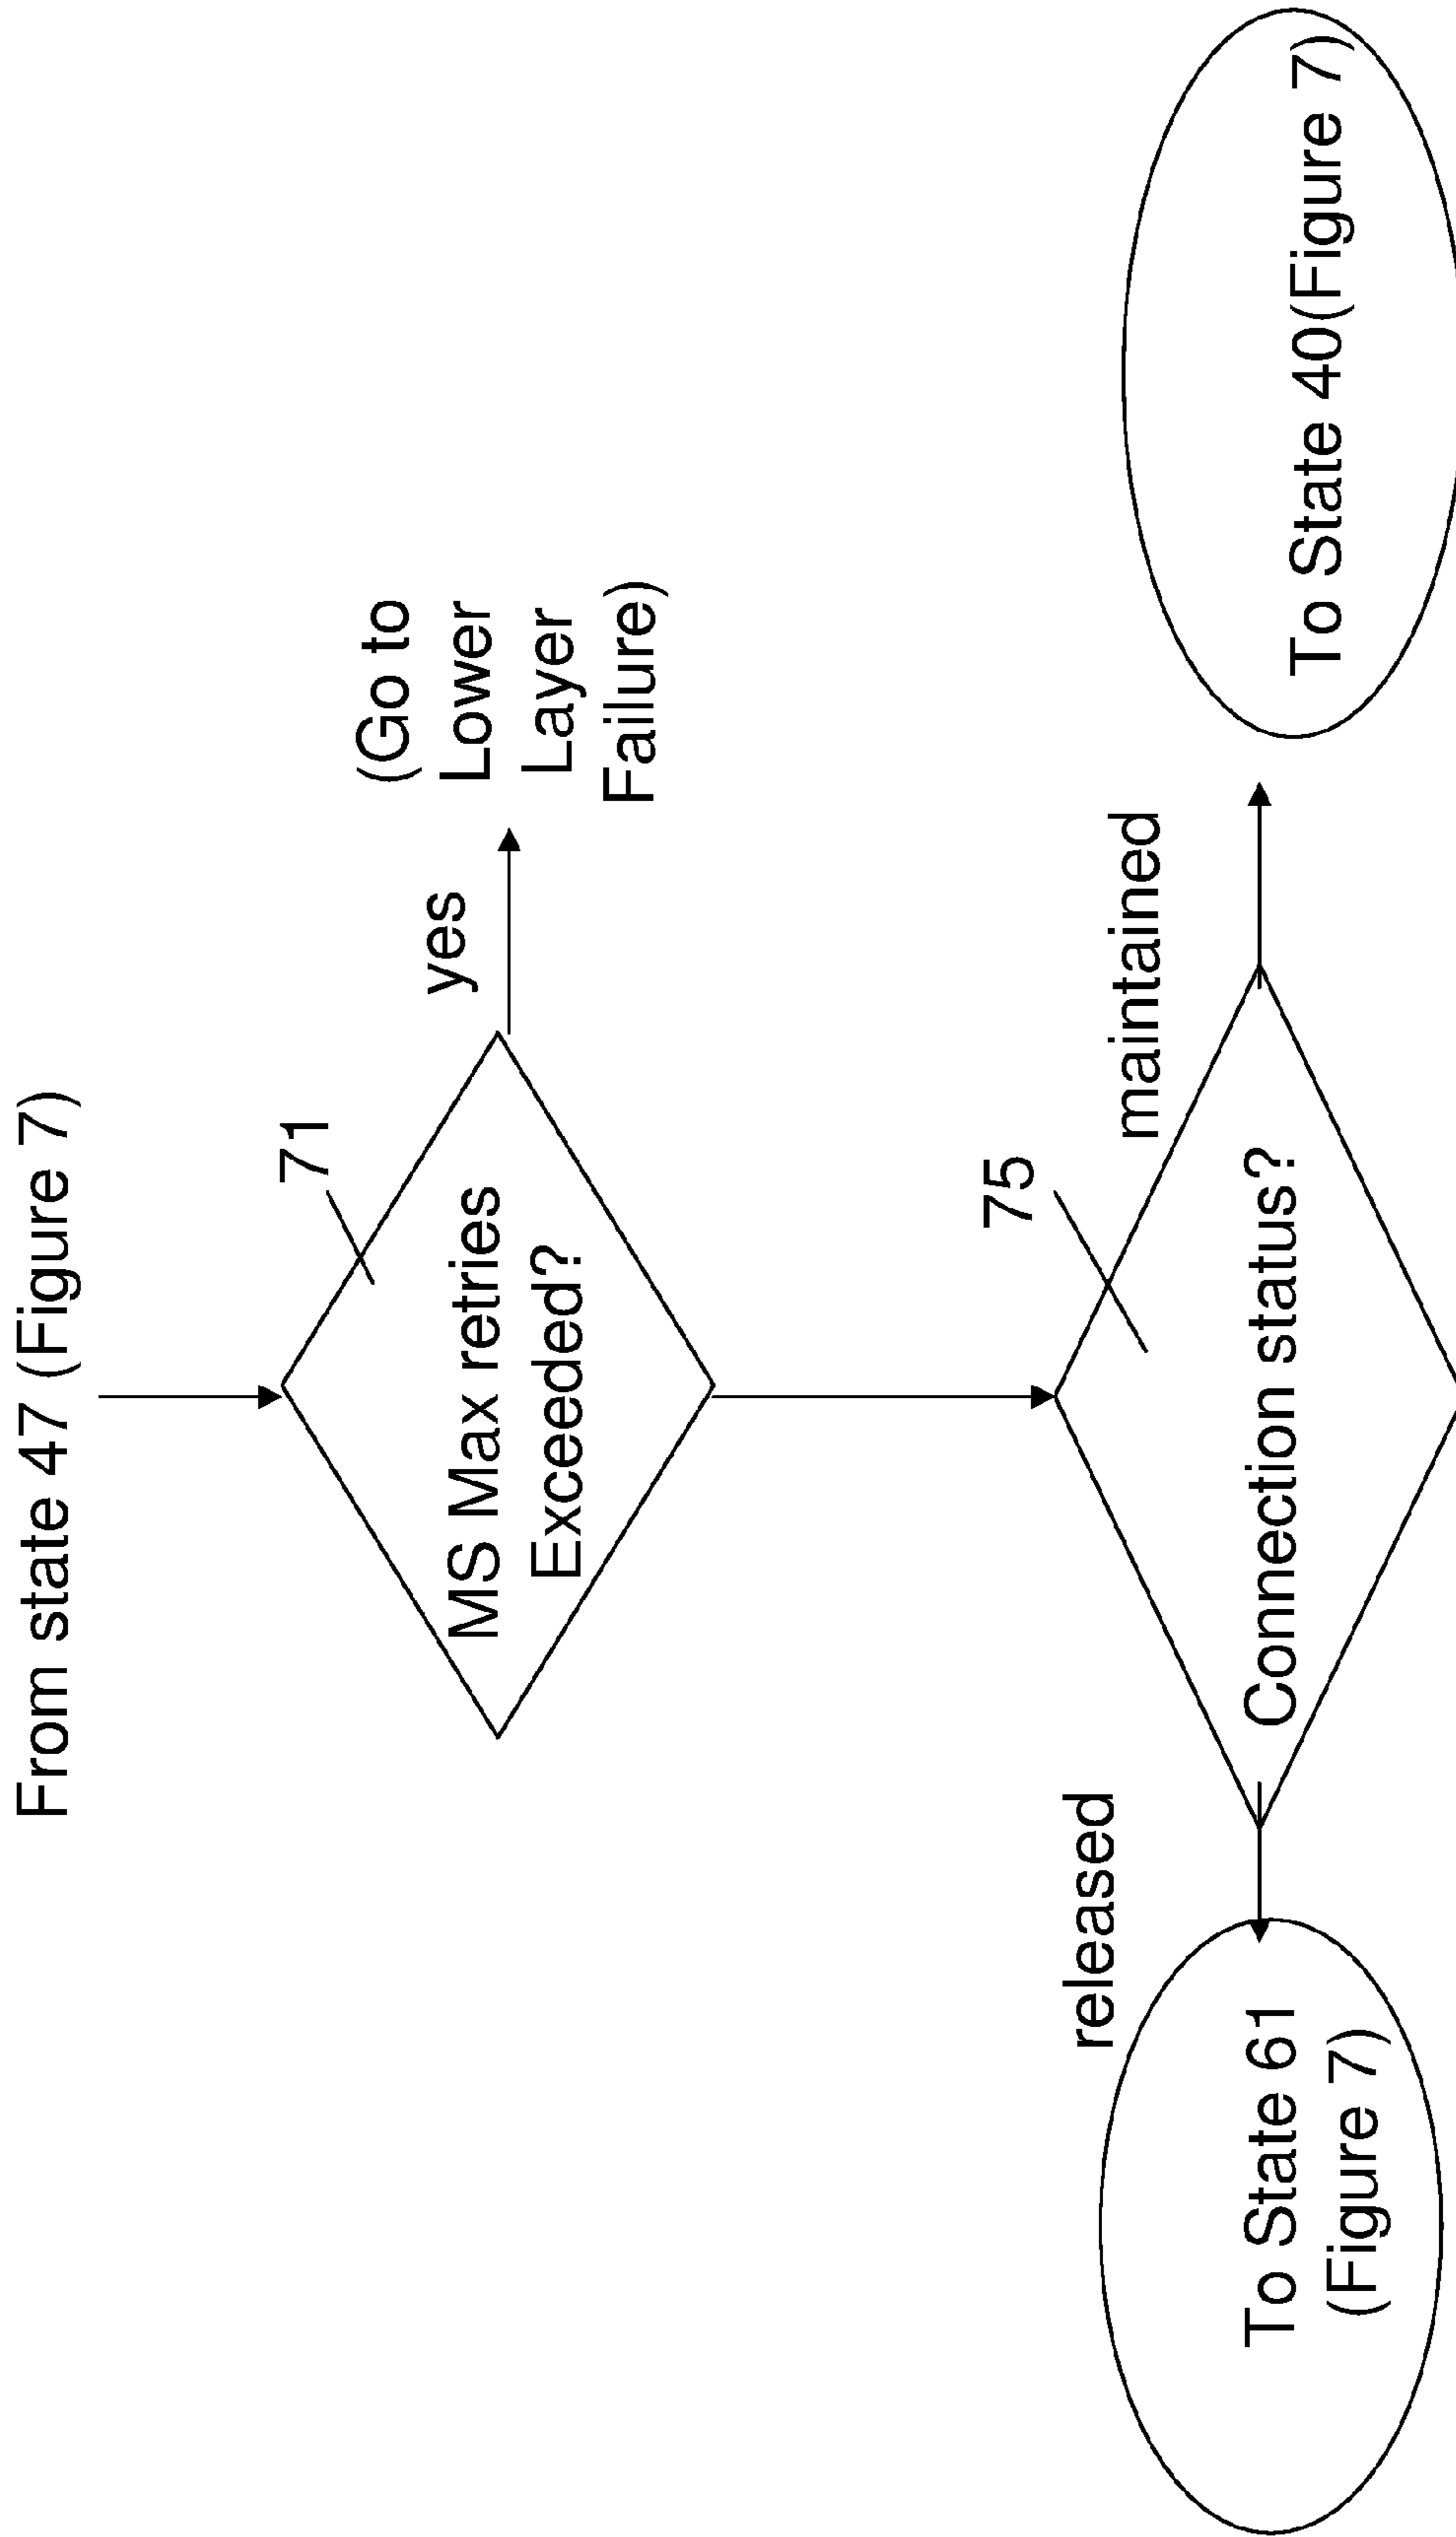 From state 47 (Figure 7)
71
MS Max retries
Exceeded?
yes
(Go to
Lower
Layer
Failure)
75
Connection status?
released
maintained
To State 61
(Figure 7)
To State 40(Figure 7)